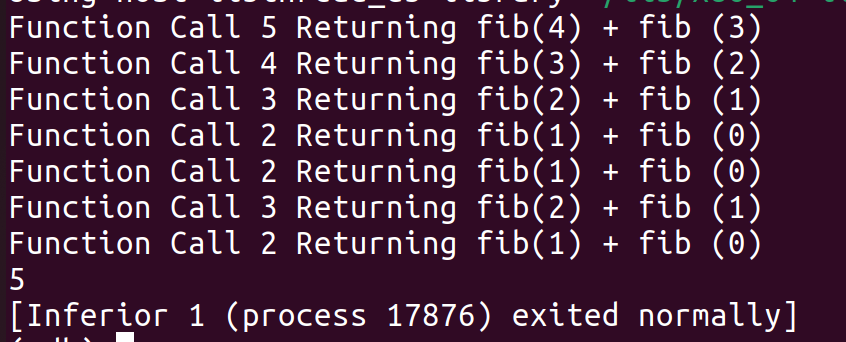 Function Call 5 Returning fib(4) + fib (3)
Function Call 4 Returning fib(3) + fib (2)
Function Call 3 Returning fib(2) + fib (1)
Function Call 2 Returning fib(1) + fib (0)
Function Call 2 Returning fib(1) + fib (0)
Function Call 3 Returning fib(2) + fib (1)
Function Call 2 Returning fib(1) + fib (0)
5
[Inferior 1 (process 17876) exited normally]